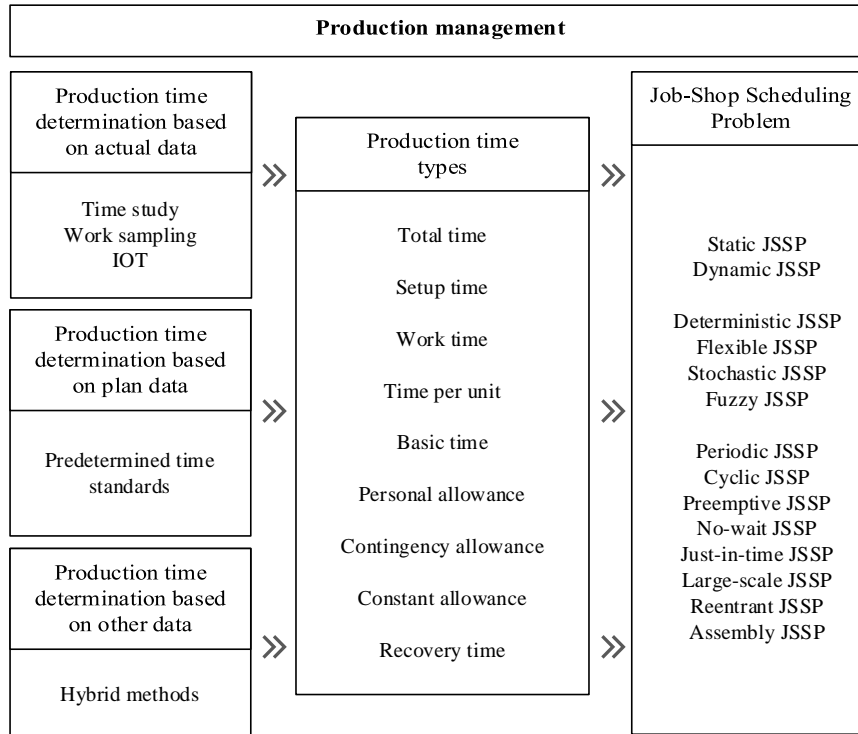 Production management
Production time
determination based
on actual data
Time study
Work sampling
IOT
Production time
determination based
on plan data
Predetermined time
standards
Production time
determination based
on other data
Hybrid methods
Production time
types
Total time
Setup time
Work time
Time per unit
Basic time
Personal allowance
Contingency allowance
Constant allowance
Recovery time
Job-Shop Scheduling
Problem
Static JSSP
Dynamic JSSP
Deterministic JSSP
Flexible JSSP
Stochastic JSSP
Fuzzy JSSP
Periodic JSSP
Cyclic JSSP
Preemptive JSSP
No-wait JSSP
Just-in-time JSSP
Large-scale JSSP
Reentrant JSSP
Assembly JSSP